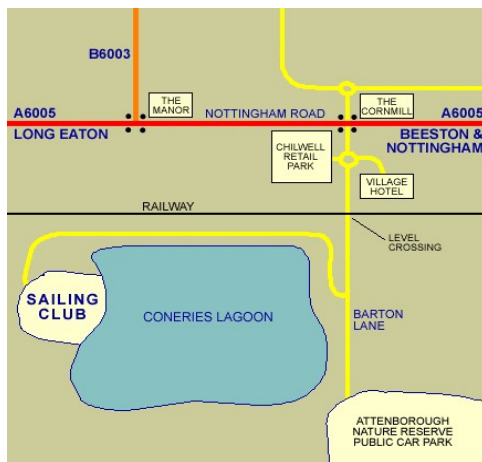 B6003
THE
MANOR
THE
CORNMILL
A6005
NOTTINGHAM ROAD
A6005
LONG EATON
BEESTON &
NOTTINGHAM
CHILWELL
RETAIL
PARK
VILLAGE
HOTEL
RAILWAY
LEVEL
CROSSING
SAILING
CLUB
CONERIES LAGOON
BARTON
LANE
ATTENBOROUGH
NATURE RESERVE
PUBLIC CAR PARK